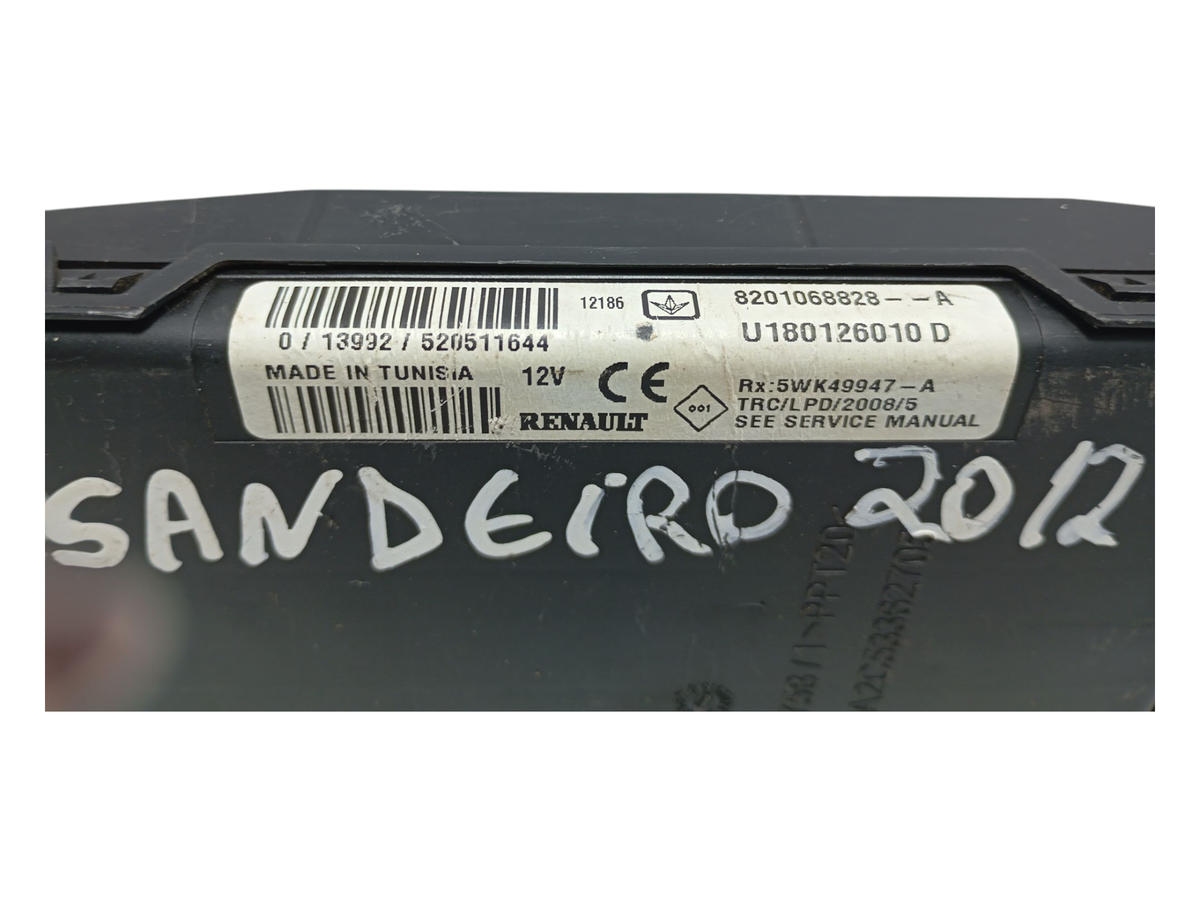 12186
8201068828--A
0 / 13992 / 520511644
U180126010 D
MADE IN TUNISIA 12V CE
Rx:5WK49947-A
001
TRC/LPD/2008/5
RENAULT
SEE SERVICE MANUAL
SANDEIRO 2012